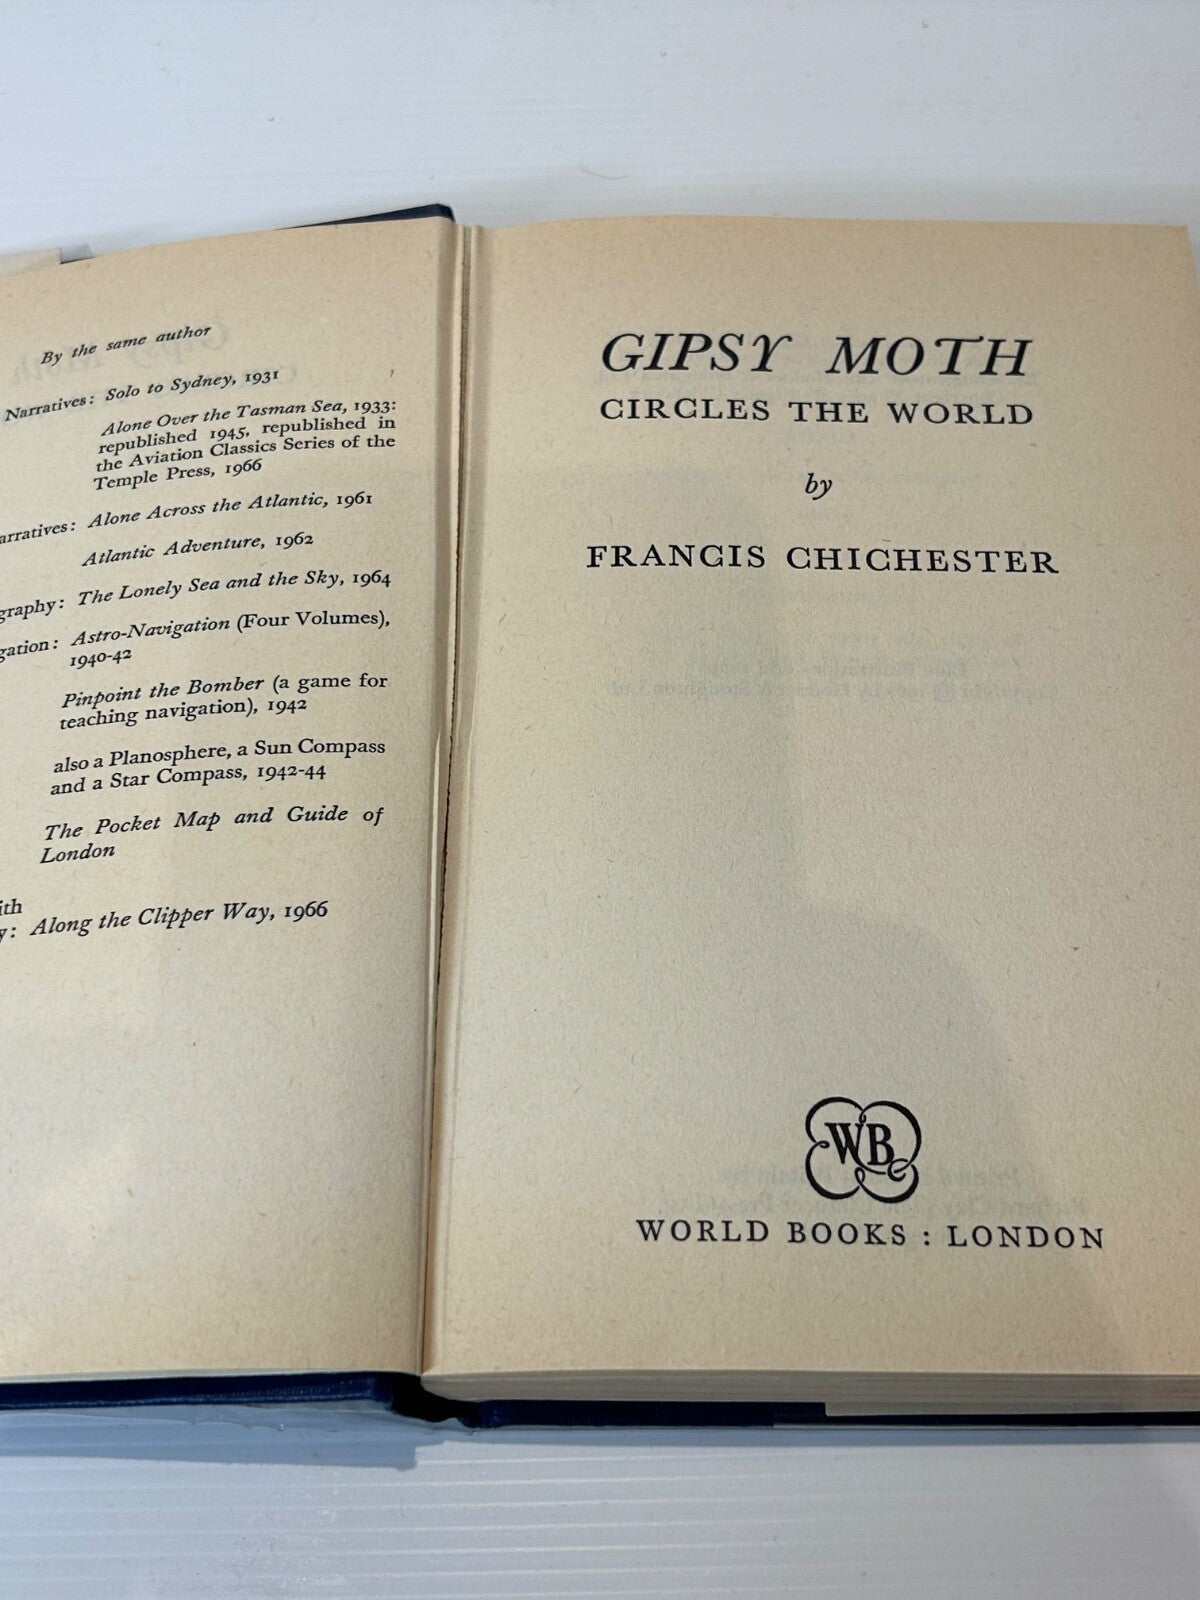 By the same author
Narratives: Solo to Sydney, 1931
Alone Over the Tasman Sea, 1933:
republished 1945, republished in
the Aviation Classics Series of the
Temple Press, 1966
arratives: Alone Across the Atlantic, 1961
Atlantic Adventure, 1962
graphy: The Lonely Sea and the Sky, 1964
gation: Astro-Navigation (Four Volumes),
1940-42
Pinpoint the Bomber (a game for
teaching navigation), 1942
also a Planosphere, a Sun Compass
and a Star Compass, 1942-44
The Pocket Map and Guide of
London
ith
y: Along the Clipper Way, 1966
GIPSY MOTH
CIRCLES THE WORLD
by
FRANCIS CHICHESTER
WB
WORLD BOOKS : LONDON